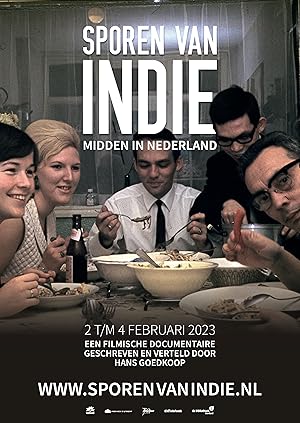 SPOREN VAN
INDIE
MIDDEN IN NEDERLAND
2 T/M 4 FEBRUARI 2023
EEN FILMISCHE DOCUMENTAIRE
GESCHREVEN EN VERTELD DOOR
HANS GOEDKOOP
WWW.SPORENVANINDIE.NL